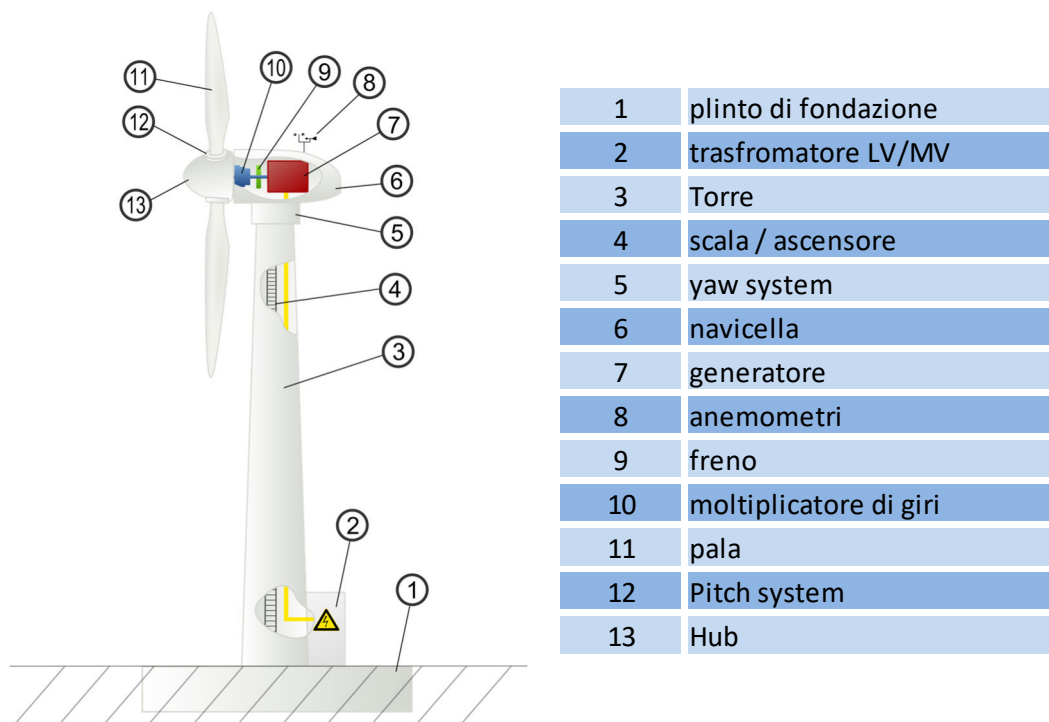 11
10
9
8
12
7
13
6
5
4
3
2
1
1 plinto di fondazione
2 trasfromatore LV/MV
3 Torre
4 scala / ascensore
5 yaw system
6 navicella
7 generatore
8 anemometri
9 freno
10 moltiplicatore di giri
11 pala
12 Pitch system
13 Hub